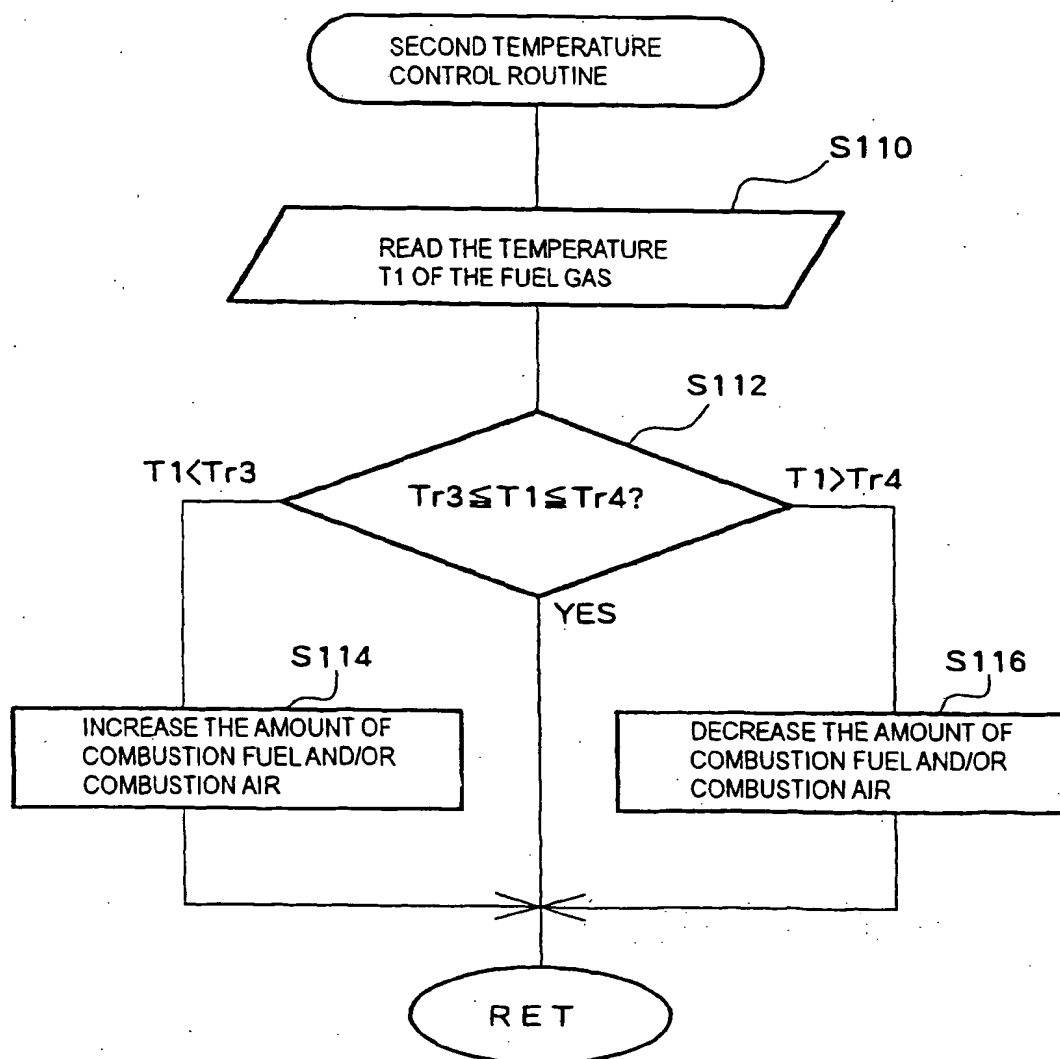 SECOND TEMPERATURE
CONTROL ROUTINE
S110
READ THE TEMPERATURE
T1 OF THE FUEL GAS
S112
T1<Tr3
Tr3≦T1≦Tr4?
T1>Tr4
YES
S114
INCREASE THE AMOUNT OF
COMBUSTION FUEL AND/OR
COMBUSTION AIR
S116
DECREASE THE AMOUNT OF
COMBUSTION FUEL AND/OR
COMBUSTION AIR
RET